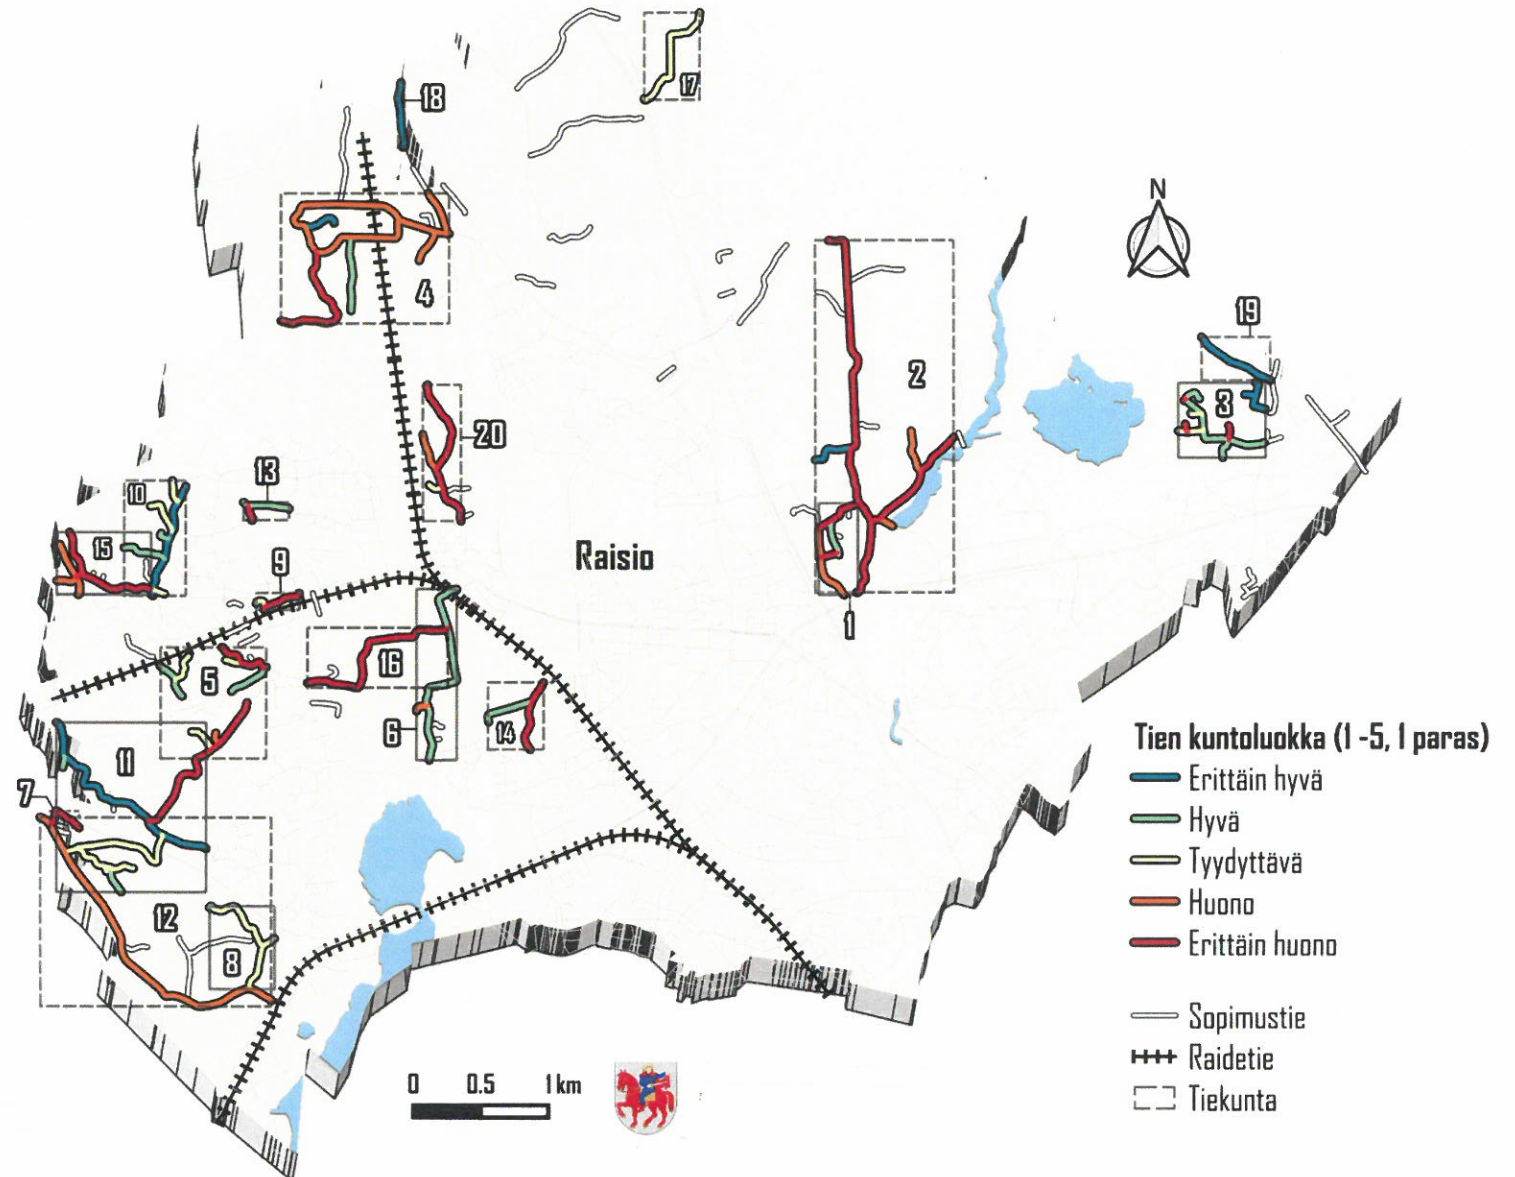 17
18
N
4
19
2
3
20
13
10
15
Raisio
9
1
16
5
6
14
11
7
12
8
Tien kuntoluokka (1 -5, 1 paras)
Erittäin hyvä
Hyvä
Tyydyttävä
Huono
Erittäin huono
Sopimustie
Raidetie
Tiekunta
0 0.5 1 km